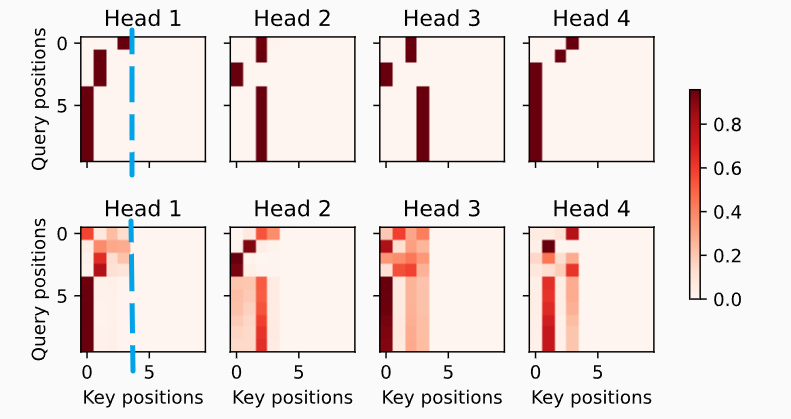 Head 1 Head 2 Head 3 Head 4
Query positions
0
5
0.8
0.6
0.4
0.2
0.0
Head 1 Head 2 Head 3 Head 4
Query positions
0
5
0 5 0 5 0 5 0 5
Key positions Key positions Key positions Key positions